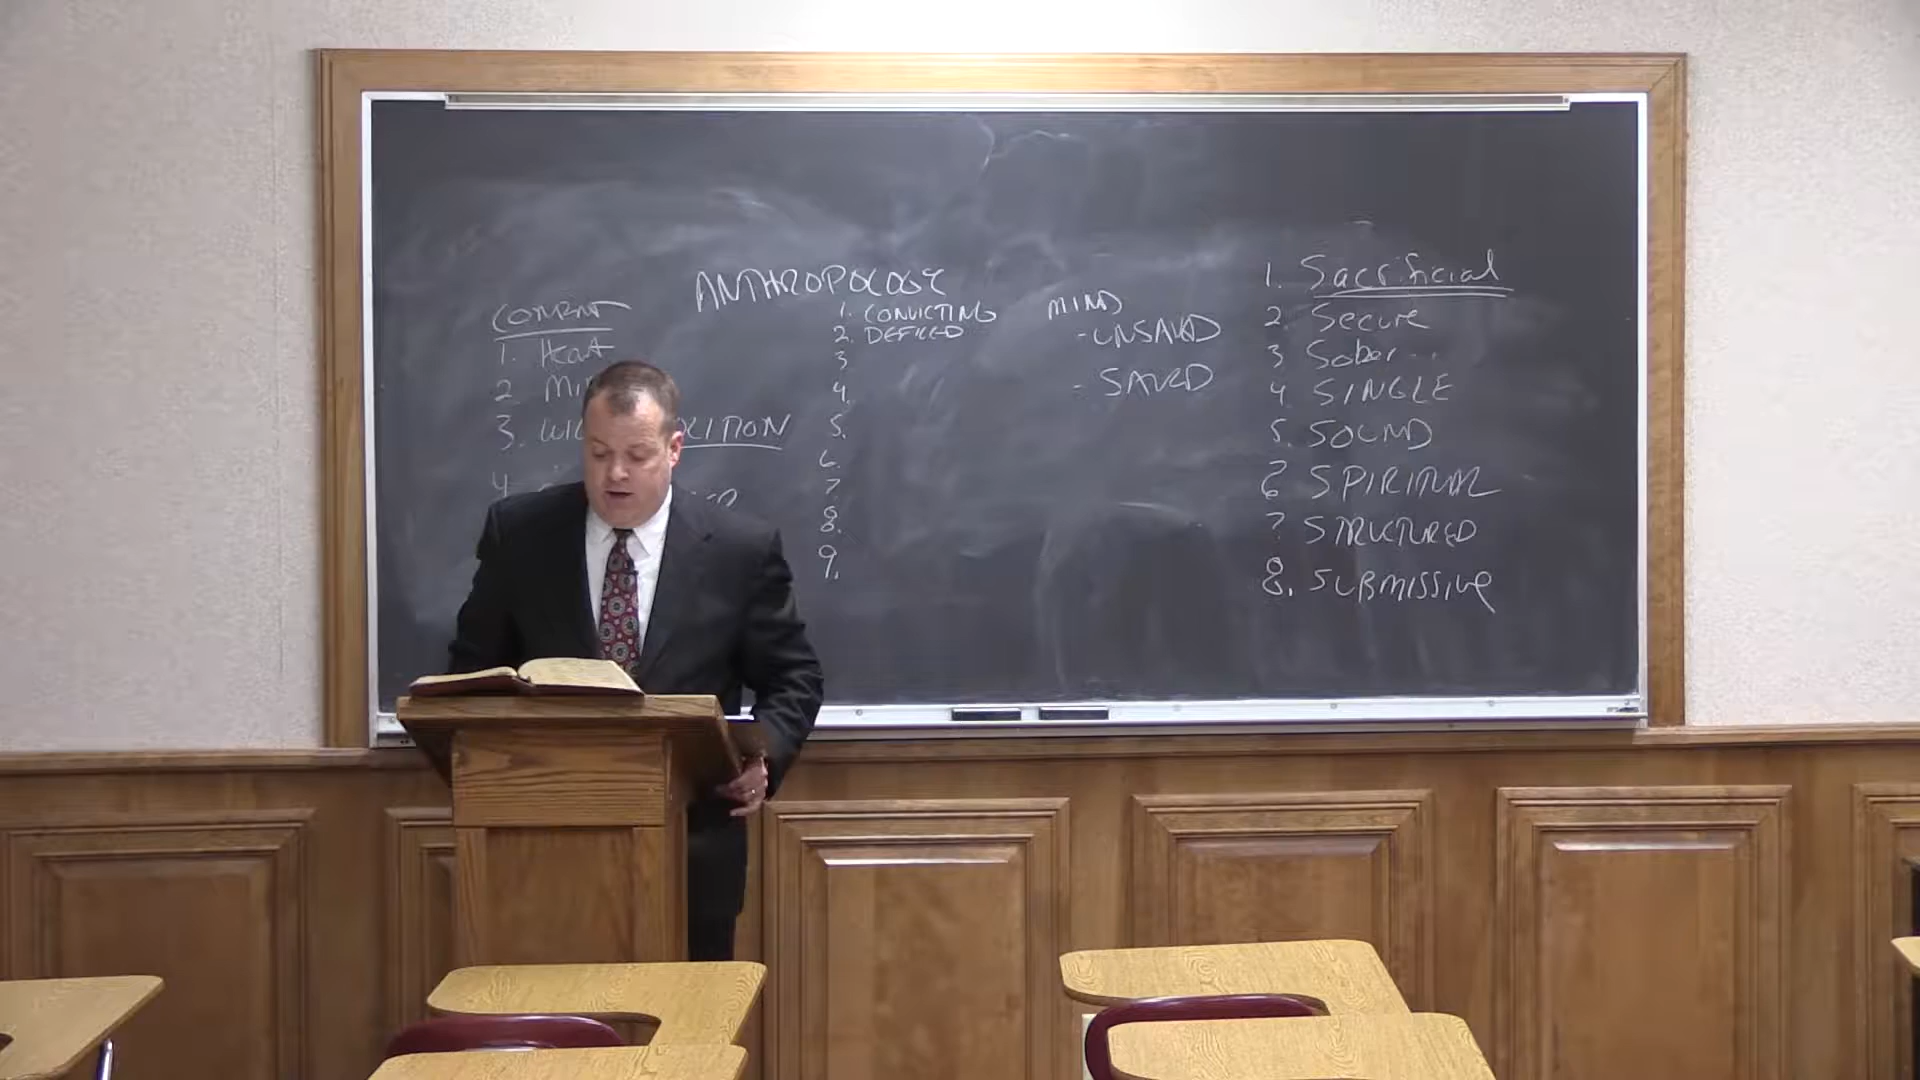 ANTHROPOLOGY
CONTENT
1. Heart
2 MI
3. WIL OLITION
4
1. CONVICTING
2. DEFILED
3
4.
5.
6.
7
8.
9.
MIND
- UNSAVED
- SAVED
1. Sacrificial
2. Secure
3 Sober
4 SINGLE
5. SOUND
6 SPIRITUAL
7 STRUCTURED
8. SUBMISSIVE